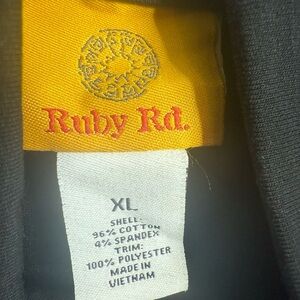 Ruby Rd.
XL
SHELL:
96% COTTON
4% SPANDEX
TRIM:
100% POLYESTER
MADE IN
VIETNAM